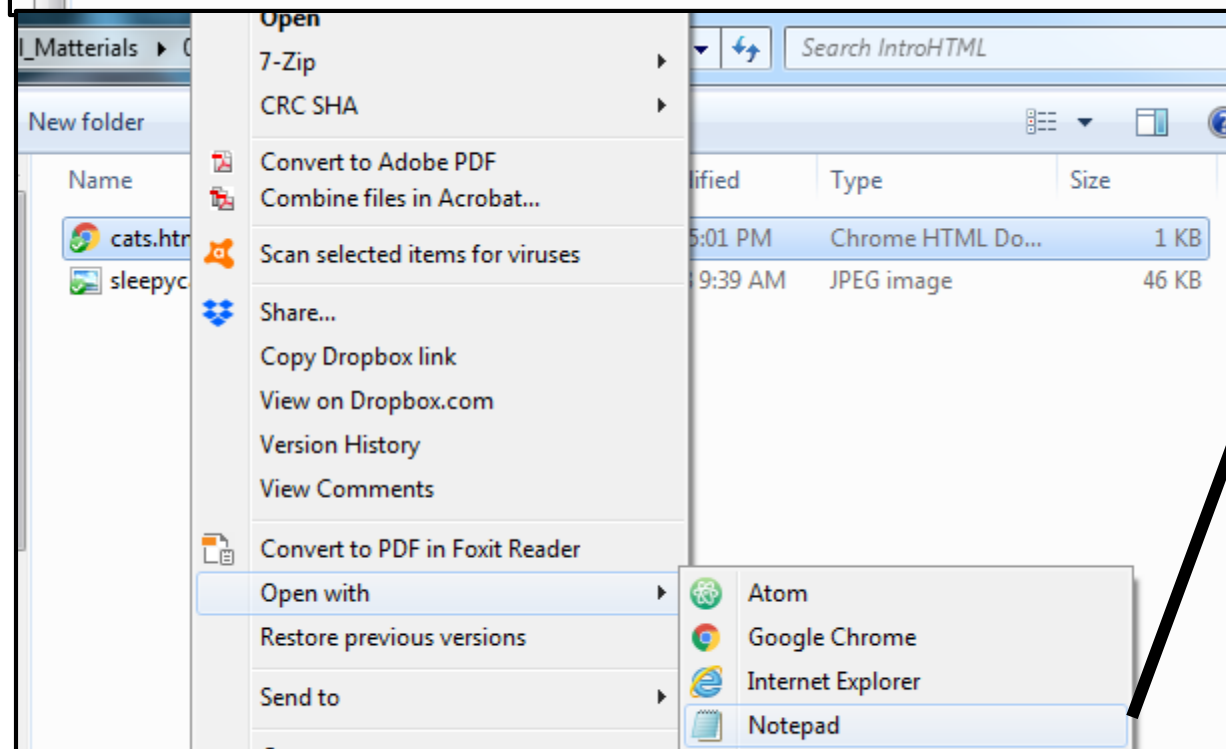 Open
l_Matterials
Search IntroHTML
7-Zip
CRC SHA
New folder
Convert to Adobe PDF
Name
Type
Size
Combine files in Acrobat...
cats.htm
5:01 PM
Chrome HTML Do...
1 KB
Scan selected items for viruses
sleepyc
9:39 AM
JPEG image
46 KB
Share...
Copy Dropbox link
View on Dropbox.com
Version History
View Comments
Convert to PDF in Foxit Reader
Open with
Atom
Restore previous versions
Google Chrome
Send to
Internet Explorer
Notepad